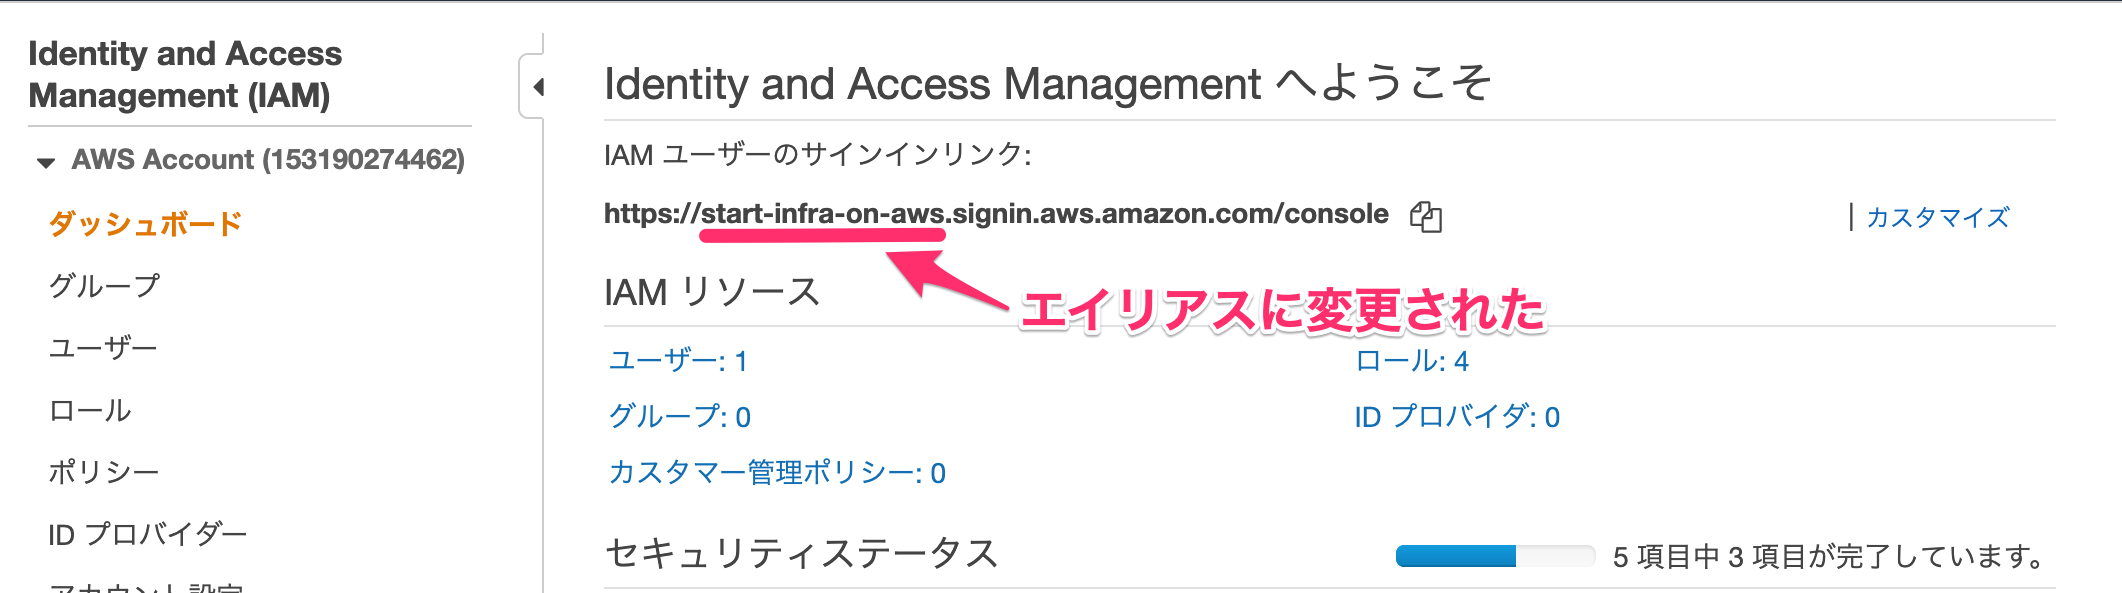 Identity and Access
Management (IAM)
AWS Account (153190274462)
ダッシュボード
グループ
ユーザー
ロール
ポリシー
ID プロバイダー
アカウント設定
Identity and Access Management へようこそ
IAM ユーザーのサインインリンク:
https://start-infra-on-aws.signin.aws.amazon.com/console
カスタマイズ
エイリアスに変更された
IAM リソース
ユーザー: 1
ロール: 4
グループ: 0
ID プロバイダ: 0
カスタマー管理ポリシー: 0
セキュリティステータス
5 項目中 3 項目が完了しています。